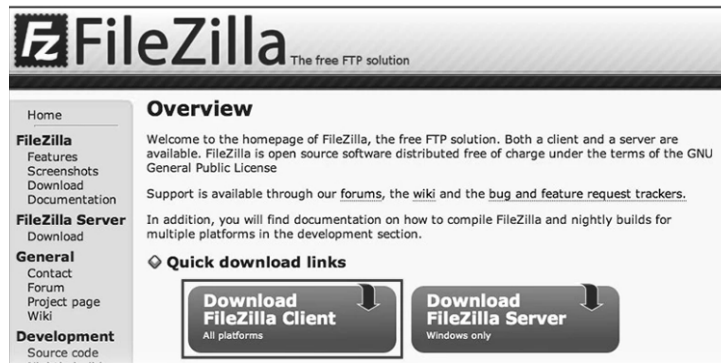 Fz FileZilla The free FTP solution
Home
FileZilla
Features
Screenshots
Download
Documentation
FileZilla Server
Download
General
Contact
Forum
Project page
Wiki
Development
Source code
Overview
Welcome to the homepage of FileZilla, the free FTP solution. Both a client and a server are
available. FileZilla is open source software distributed free of charge under the terms of the GNU
General Public License
Support is available through our forums, the wiki and the bug and feature request trackers.
In addition, you will find documentation on how to compile FileZilla and nightly builds for
multiple platforms in the development section.
Quick download links
Download
FileZilla Client
All platforms
Download
FileZilla Server
Windows only